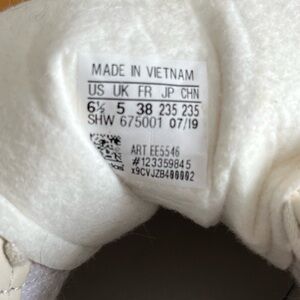 MADE IN VIETNAM
US UK FR JP CHN
6½ 5 38 235 235
SHW 675001 07/19
ART EE5546
#123359845
x9CVJZB400002